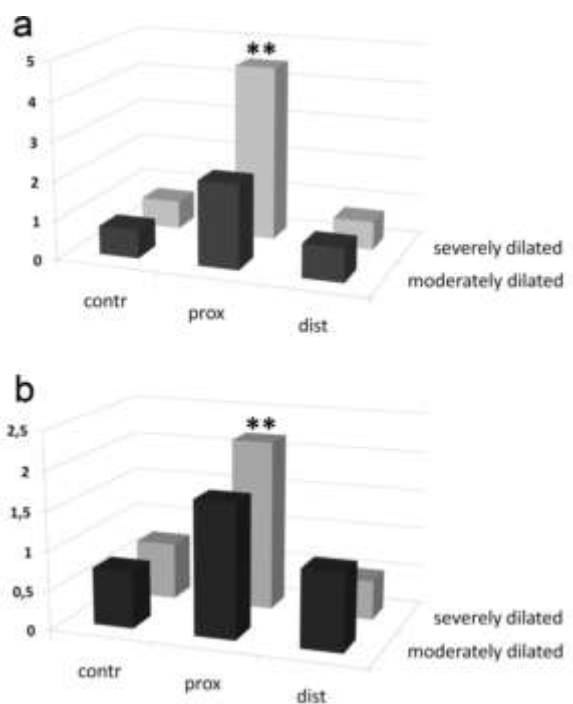 a
**
5
4
3
2
1
0
severely dilated
moderately dilated
contr
prox
dist
b
**
2,5
2
1,5
1
0,5
0
severely dilated
moderately dilated
contr
prox
dist